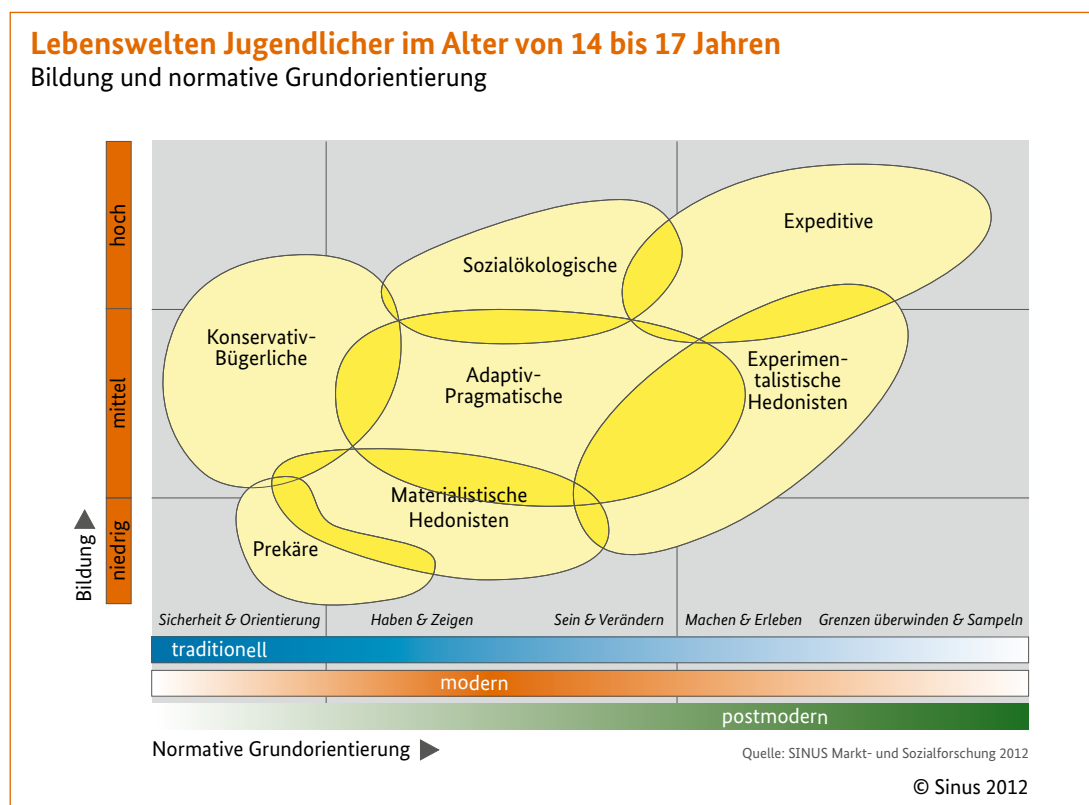 Lebenswelten Jugendlicher im Alter von 14 bis 17 Jahren
Bildung und normative Grundorientierung
hoch
mittel
niedrig
Bildung
Expeditive
Sozialökologische
Konservativ-
Bügerliche
Adaptiv-
Pragmatische
Experimen-
talistische
Hedonisten
Materialistische
Hedonisten
Prekäre
Sicherheit & Orientierung
Haben & Zeigen
Sein & Verändern
Machen & Erleben
Grenzen überwinden & Sampeln
traditionell
modern
postmodern
Normative Grundorientierung
Quelle: SINUS Markt- und Sozialforschung 2012
© Sinus 2012